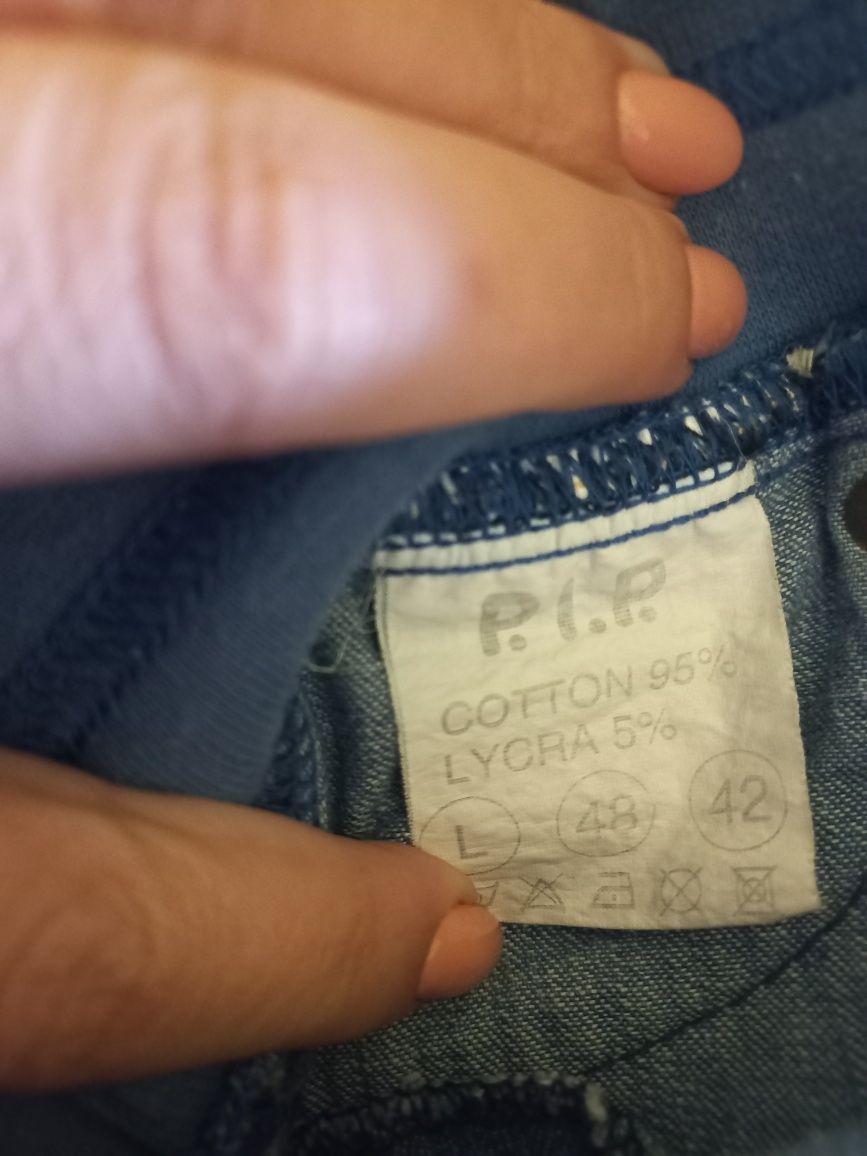 P.I.P.
COTTON 95%
LYCRA 5%
L 48 42